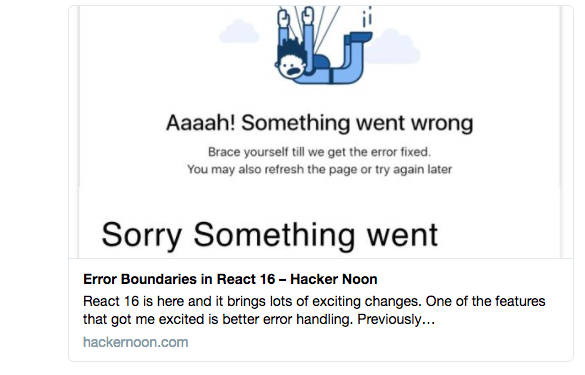 Aaaah! Something went wrong
Brace yourself till we get the error fixed.
You may also refresh the page or try again later
Sorry Something went
Error Boundaries in React 16 – Hacker Noon
React 16 is here and it brings lots of exciting changes. One of the features
that got me excited is better error handling. Previously…
hackernoon.com